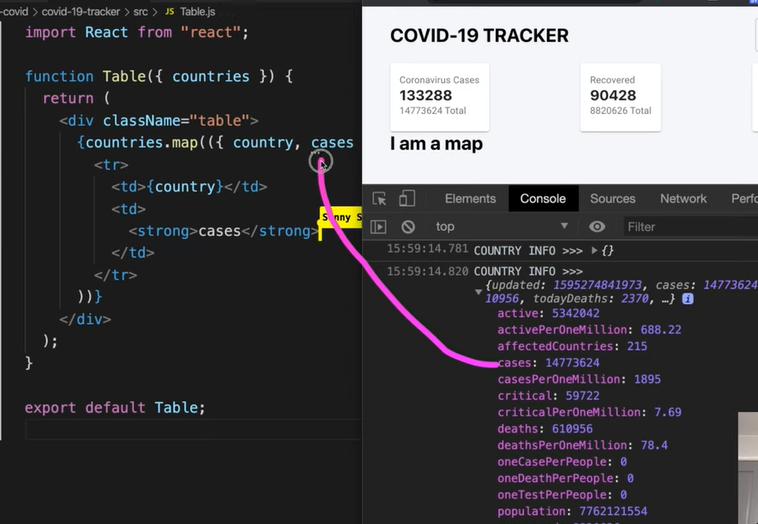 -covid > covid-19-tracker > src > JS Table.js
import React from "react";
function Table({ countries }) {
return (
<div className="table">
{countries.map(({ country, cases
<tr>
<td>{country}</td>
<td>
<strong>cases</strong>
</td>
</tr>
))}
</div>
);
}
export default Table;
COVID-19 TRACKER
Coronavirus Cases
133288
14773624 Total
Recovered
90428
8820626 Total
I am a map
Elements Console Sources Network
top Filter
15:59:14.781 COUNTRY INFO >>> ▶{}
15:59:14.820 COUNTRY INFO >>>
▼{updated: 1595274841973, cases: 14773624
10956, todayDeaths: 2370, …} i
active: 5342042
activePerOneMillion: 688.22
affectedCountries: 215
cases: 14773624
casesPerOneMillion: 1895
critical: 59722
criticalPerOneMillion: 7.69
deaths: 610956
deathsPerOneMillion: 78.4
oneCasePerPeople: 0
oneDeathPerPeople: 0
oneTestPerPeople: 0
population: 7762121554